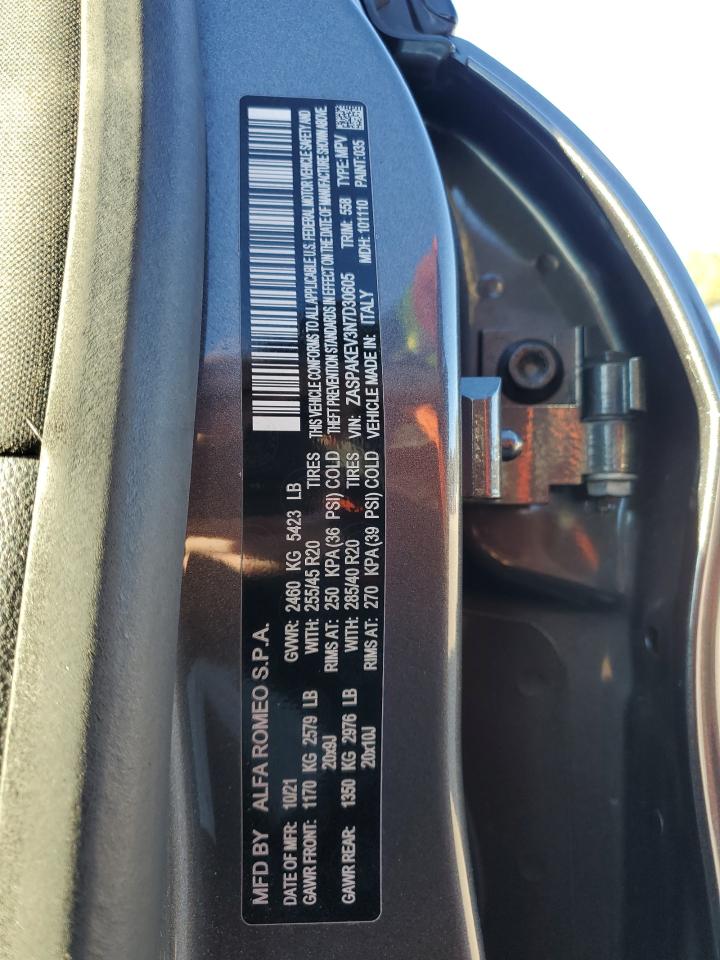 MFD BY ALFA ROMEO S.P.A.
DATE OF MFR: 10/21 GVWR: 2460 KG 5423 LB
GAWR FRONT: 1170 KG 2579 LB WITH: 255/45 R20 TIRES
20x9J RIMS AT: 250 KPA(36 PSI) COLD
GAWR REAR: 1350 KG 2976 LB WITH: 285/40 R20 TIRES
20x10J RIMS AT: 270 KPA(39 PSI) COLD
THIS VEHICLE CONFORMS TO ALL APPLICABLE U.S. FEDERAL MOTOR VEHICLE SAFETY AND
THEFT PREVENTION STANDARDS IN EFFECT ON THE DATE OF MANUFACTURE SHOWN ABOVE.
VIN: ZASPAKEV3N7D30605 TRIM: 558 TYPE:MPV
VEHICLE MADE IN: ITALY MDH: 101110 PAINT:035